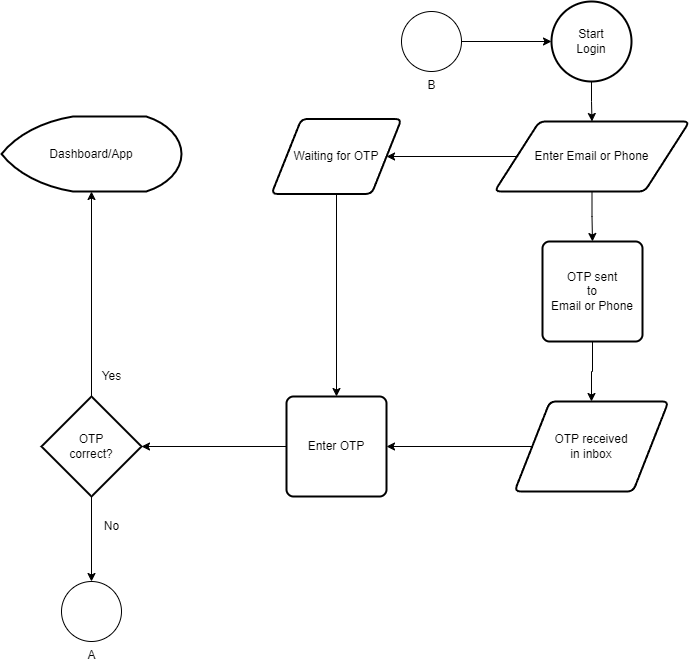 Start
Login
B
Dashboard/App
Waiting for OTP
Enter Email or Phone
OTP sent
to
Email or Phone
Yes
OTP
correct?
Enter OTP
OTP received
in inbox
No
A